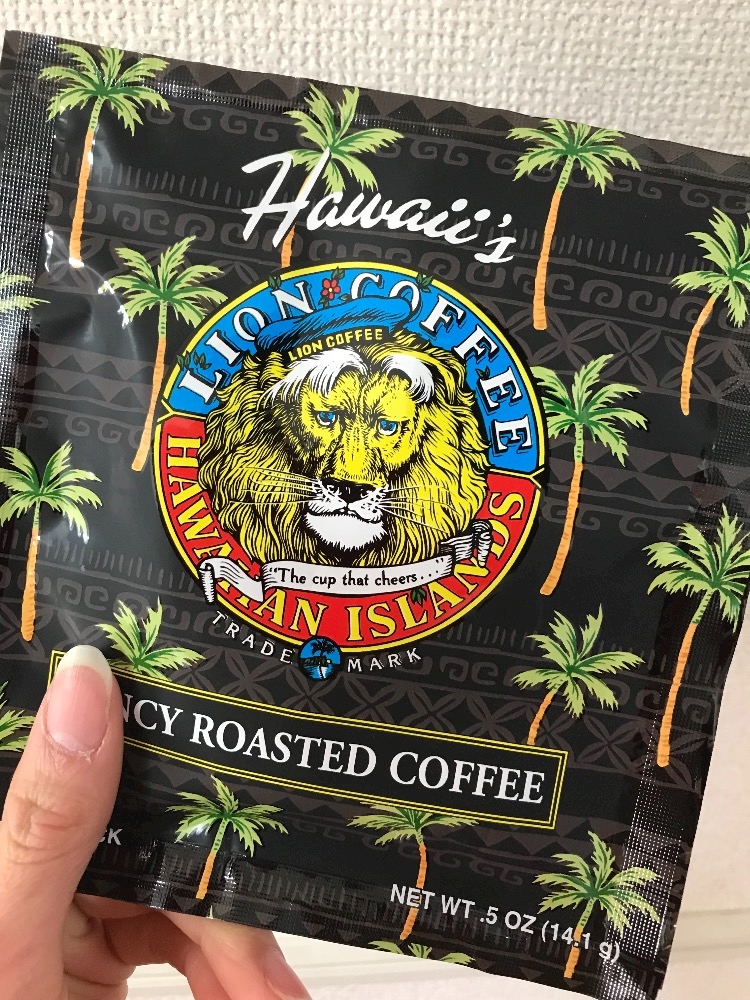 Hawaii's
LION COFFEE
LION COFFEE
HAWAIIAN ISLANDS
"The cup that cheers...
TRADE MARK
NCY ROASTED COFFEE
CK
NET WT .5 OZ (14.1 g)